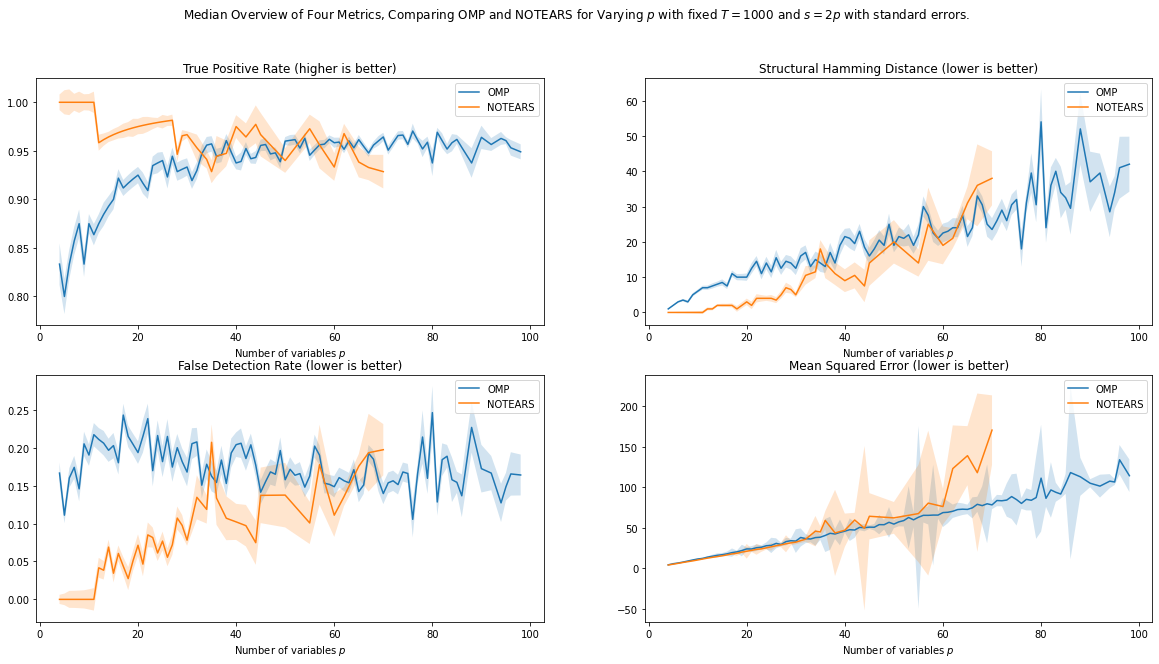 Median Overview of Four Metrics, Comparing OMP and NOTEARS for Varying p with fixed T = 1000 and s = 2p with standard errors.
True Positive Rate (higher is better)
OMP
NOTEARS
1.00
0.95
0.90
0.85
0.80
0 20 40 60 80 100
Number of variables p
Structural Hamming Distance (lower is better)
OMP
NOTEARS
60
50
40
30
20
10
0
0 20 40 60 80 100
Number of variables p
False Detection Rate (lower is better)
OMP
NOTEARS
0.25
0.20
0.15
0.10
0.05
0.00
0 20 40 60 80 100
Number of variables p
Mean Squared Error (lower is better)
OMP
NOTEARS
200
150
100
50
0
−50
0 20 40 60 80 100
Number of variables p